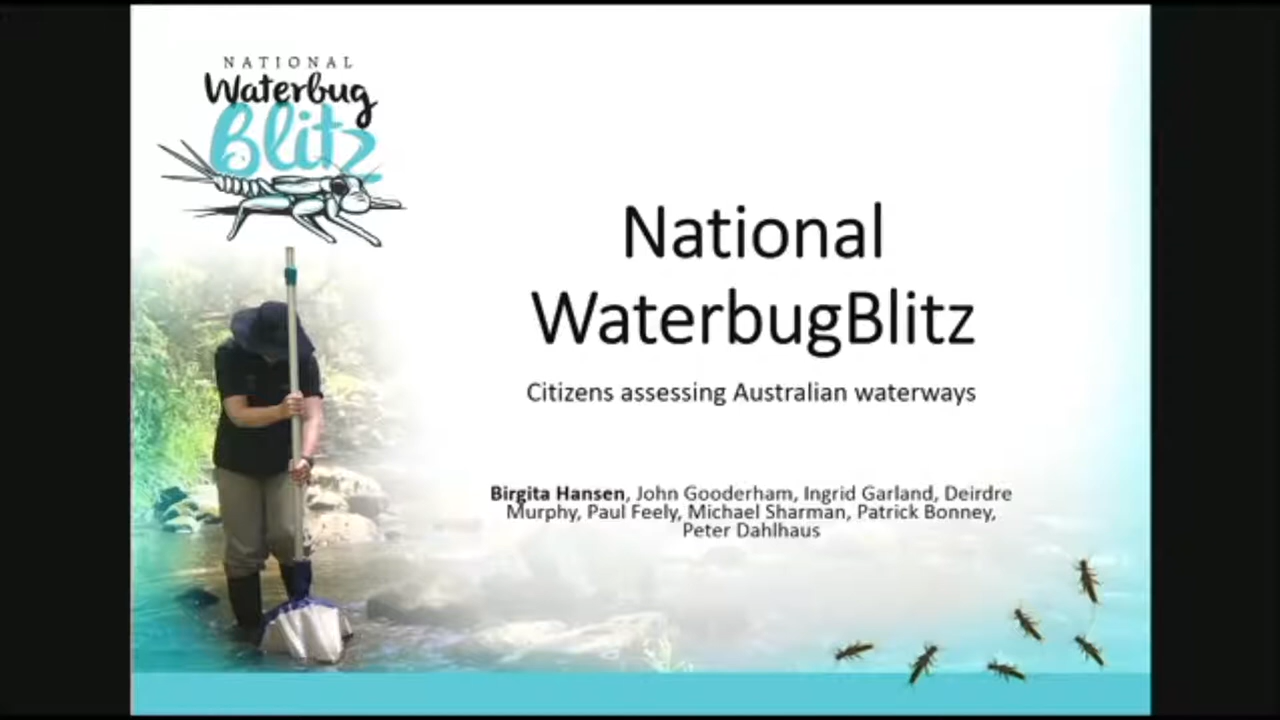 NATIONAL
Waterbug
Blitz
National
WaterbugBlitz
Citizens assessing Australian waterways
Birgita Hansen, John Gooderham, Ingrid Garland, Deirdre
Murphy, Paul Feely, Michael Sharman, Patrick Bonney,
Peter Dahlhaus